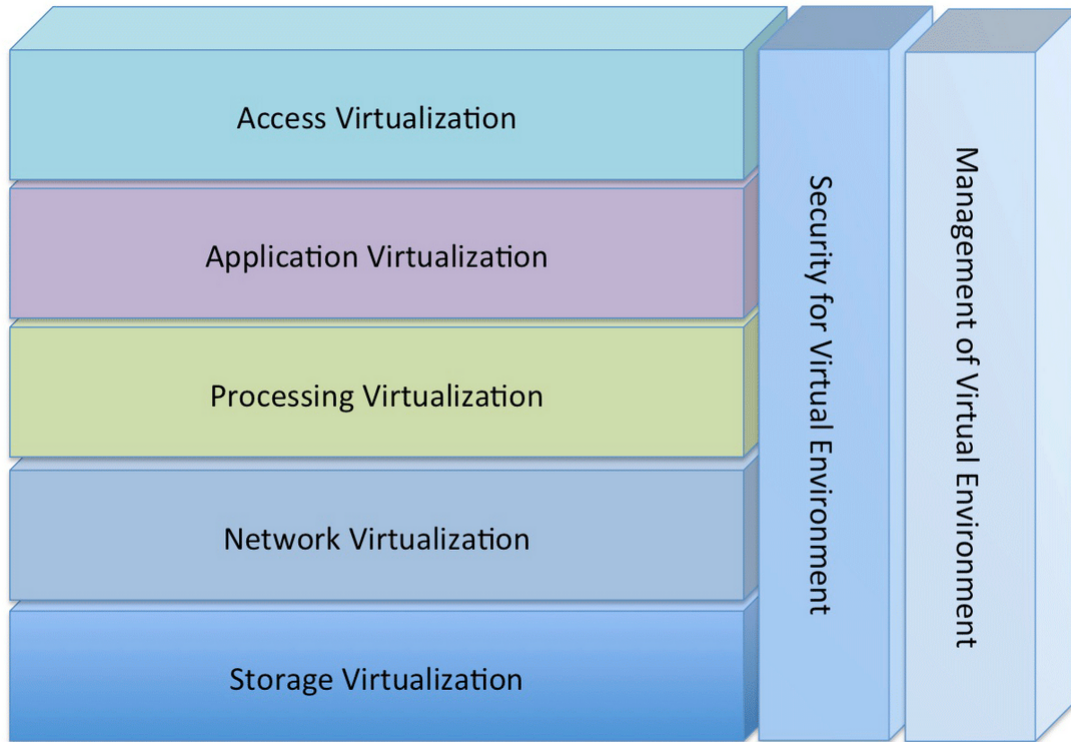 Access Virtualization
Application Virtualization
Processing Virtualization
Network Virtualization
Storage Virtualization
Security for Virtual Environment
Management of Virtual Environment